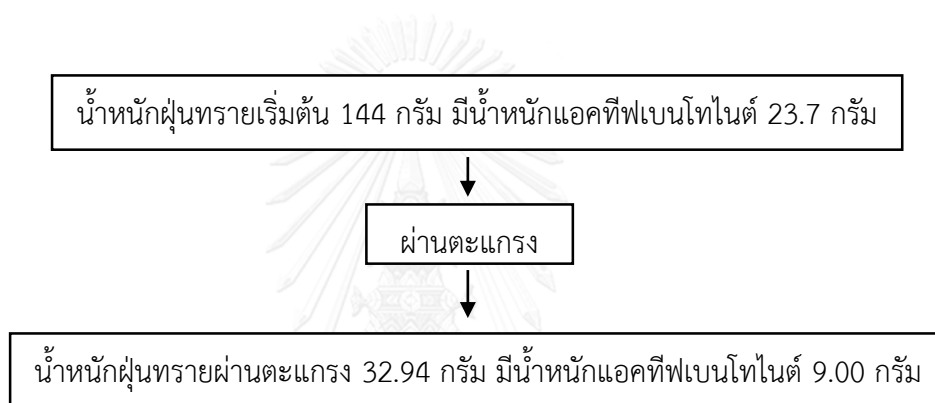 น้ำหนักฝุ่นทรายเริ่มต้น 144 กรัม มีน้ำหนักแอคทีฟเบนโทไนต์ 23.7 กรัม
ผ่านตะแกรง
น้ำหนักฝุ่นทรายผ่านตะแกรง 32.94 กรัม มีน้ำหนักแอคทีฟเบนโทไนต์ 9.00 กรัม